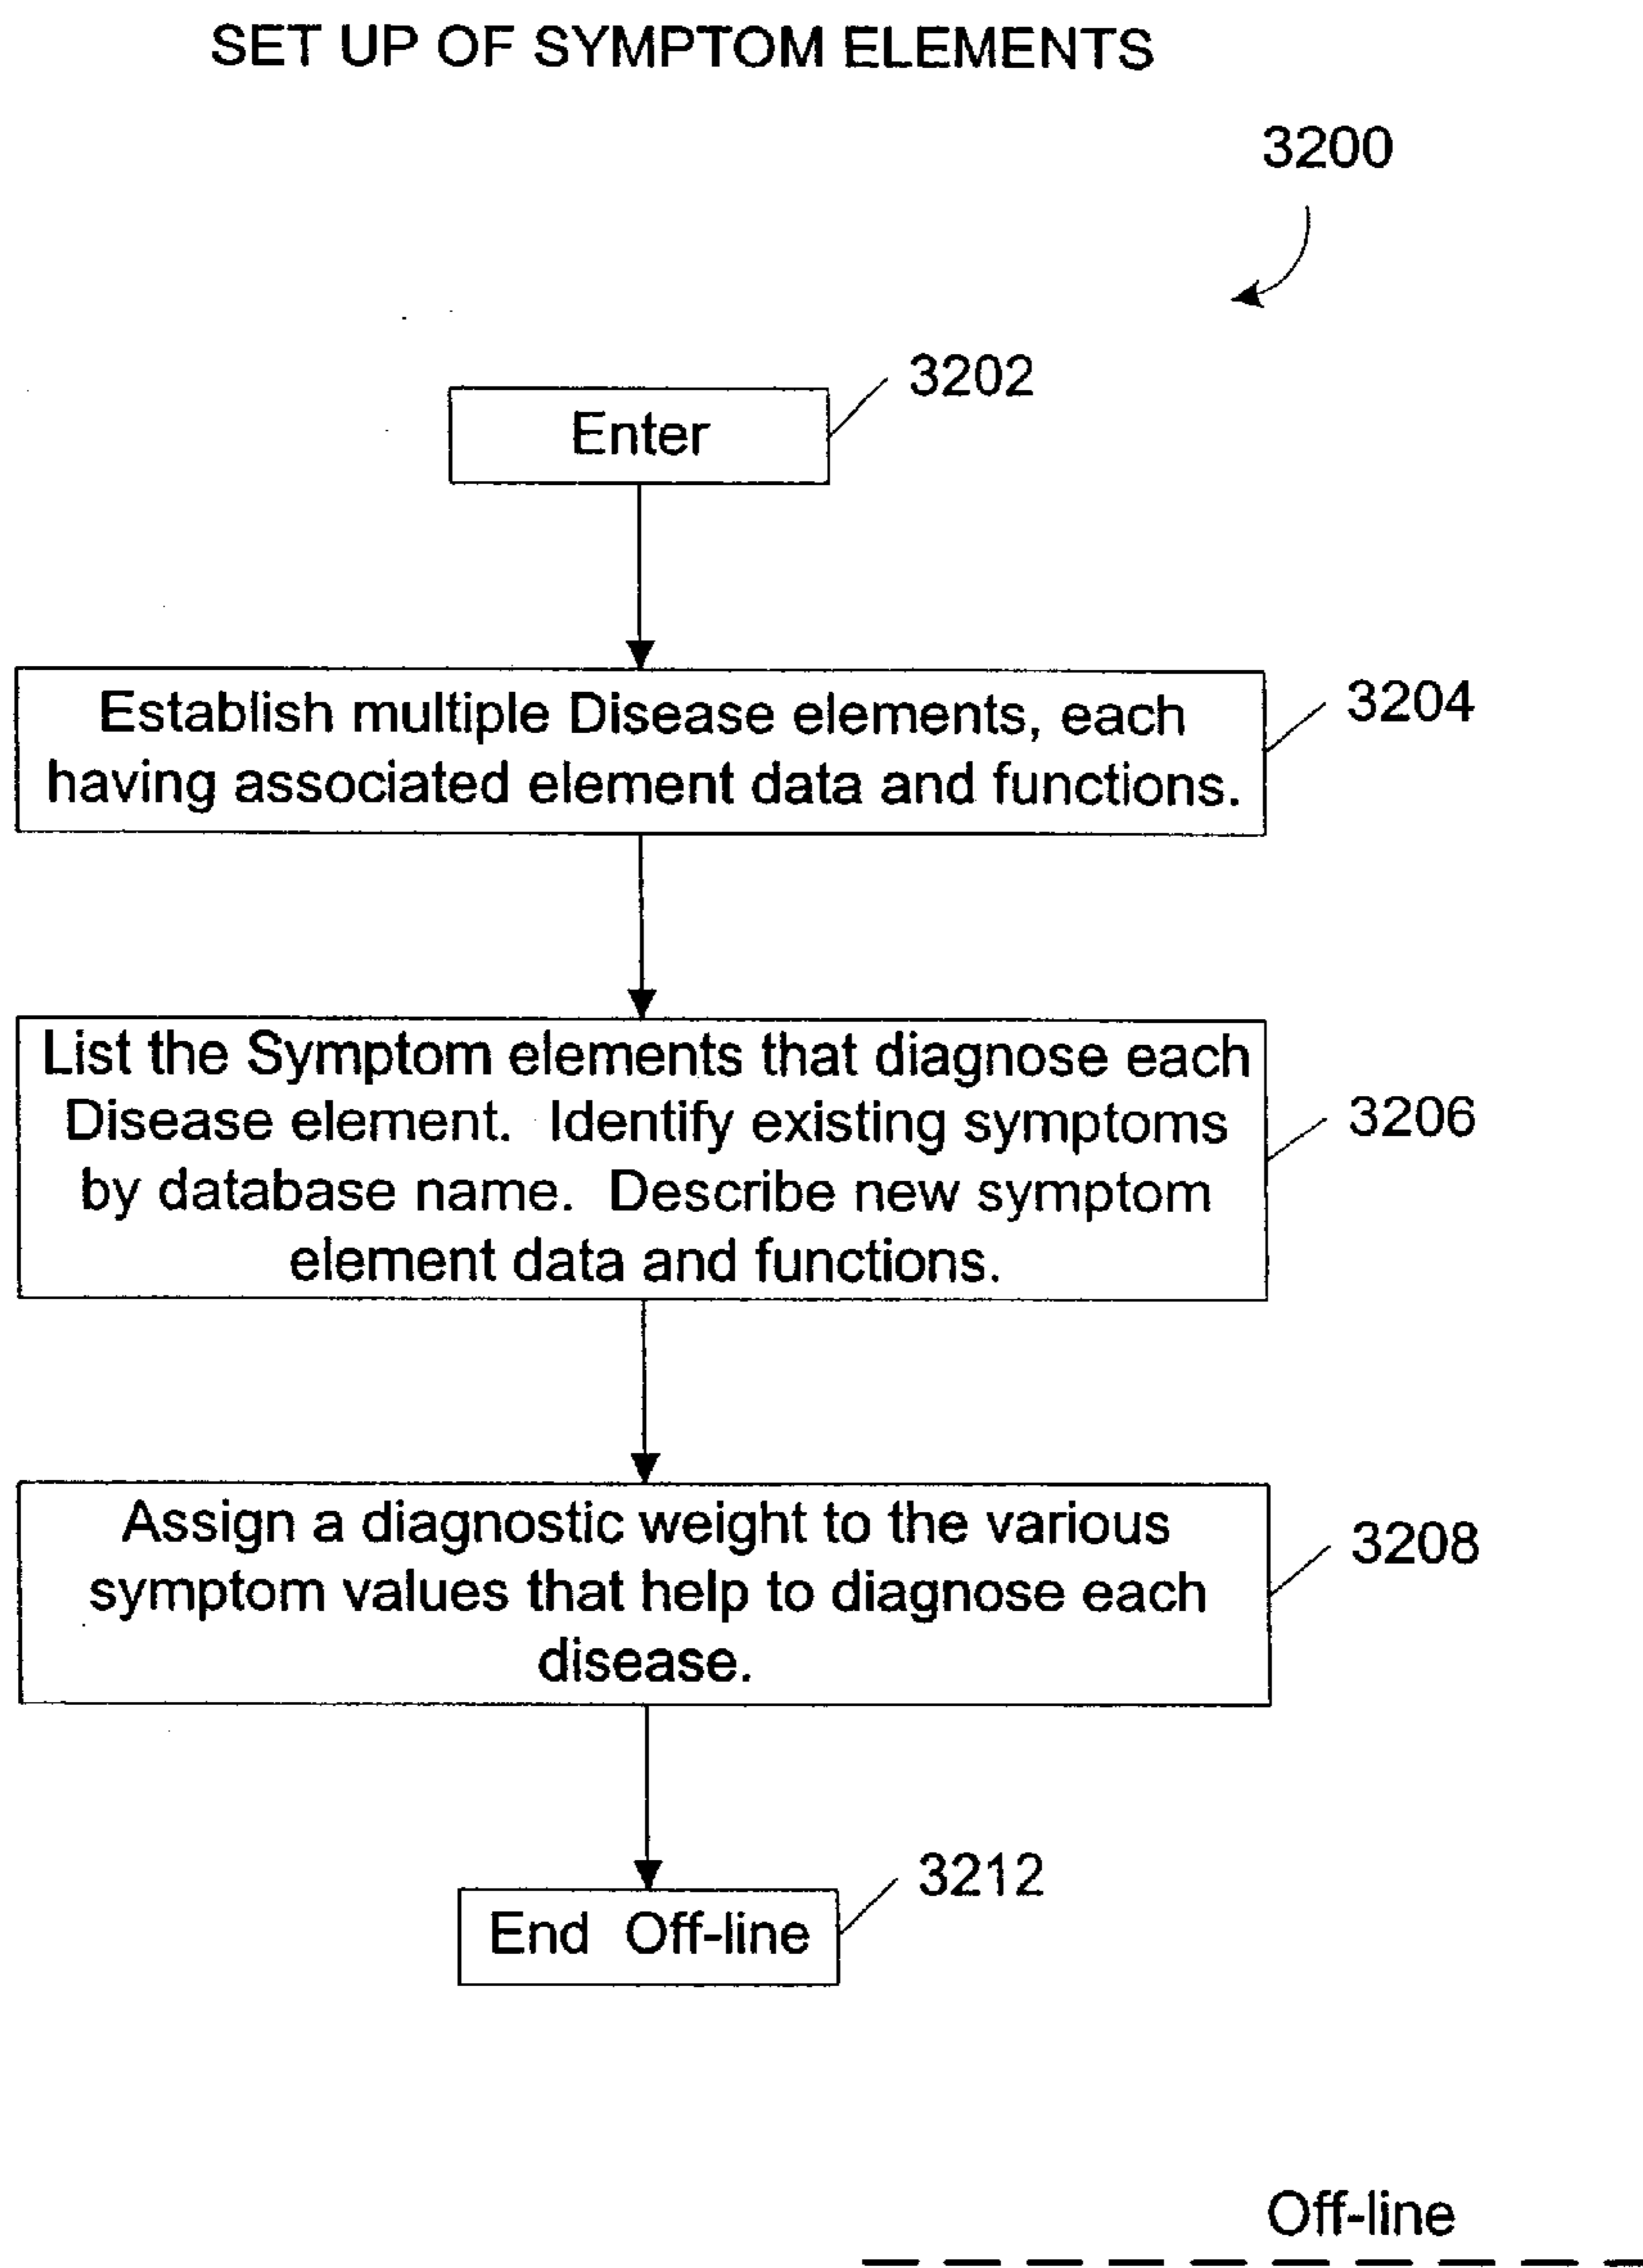 SET UP OF SYMPTOM ELEMENTS
3200
3202
Enter
3204
Establish multiple Disease elements, each
having associated element data and functions.
List the Symptom elements that diagnose each
Disease element. Identify existing symptoms
3206
by database name. Describe new symptom
element data and functions.
Assign a diagnostic weight to the various
3208
symptom values that help to diagnose each
disease.
3212
End Off-line
Off-line